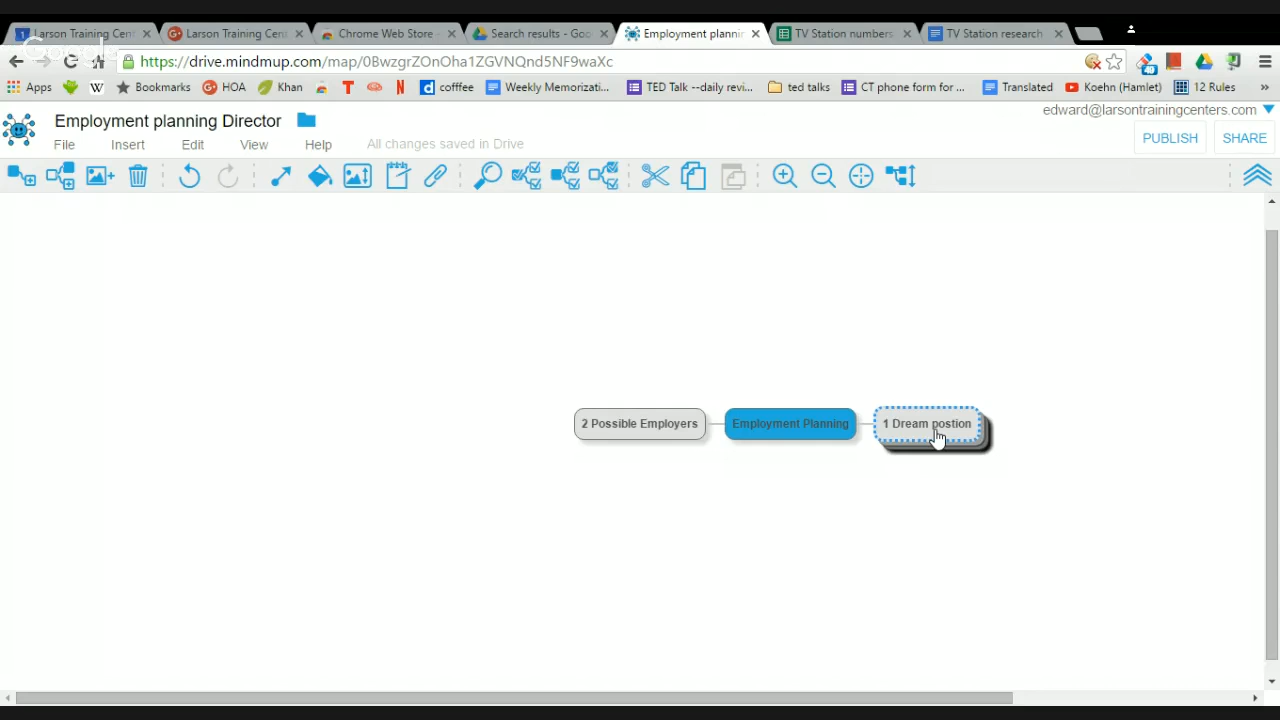 Larson Training Cent
Larson Training Cent
Chrome Web Store -
Search results - Goo
Employment plannin
TV Station numbers
TV Station research
https://drive.mindmup.com/map/0BwzgrZOnOha1ZGVNQnd5NF9waXc
Apps
W
Bookmarks
HOA
Khan
T
N
d cofffee
Weekly Memorizati...
TED Talk --daily revi...
ted talks
CT phone form for ...
Translated
Koehn (Hamlet)
12 Rules
»
edward@larsontrainingcenters.com
Employment planning Director
File
Insert
Edit
View
Help
All changes saved in Drive
PUBLISH
SHARE
2 Possible Employers
Employment Planning
1 Dream postion